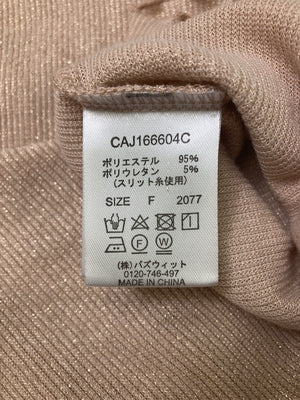 CAJ166604C
ポリエステル 95%
ポリウレタン 5%
(スリット糸使用)
SIZE F 2077
(株)バズウィット
0120-746-497
MADE IN CHINA